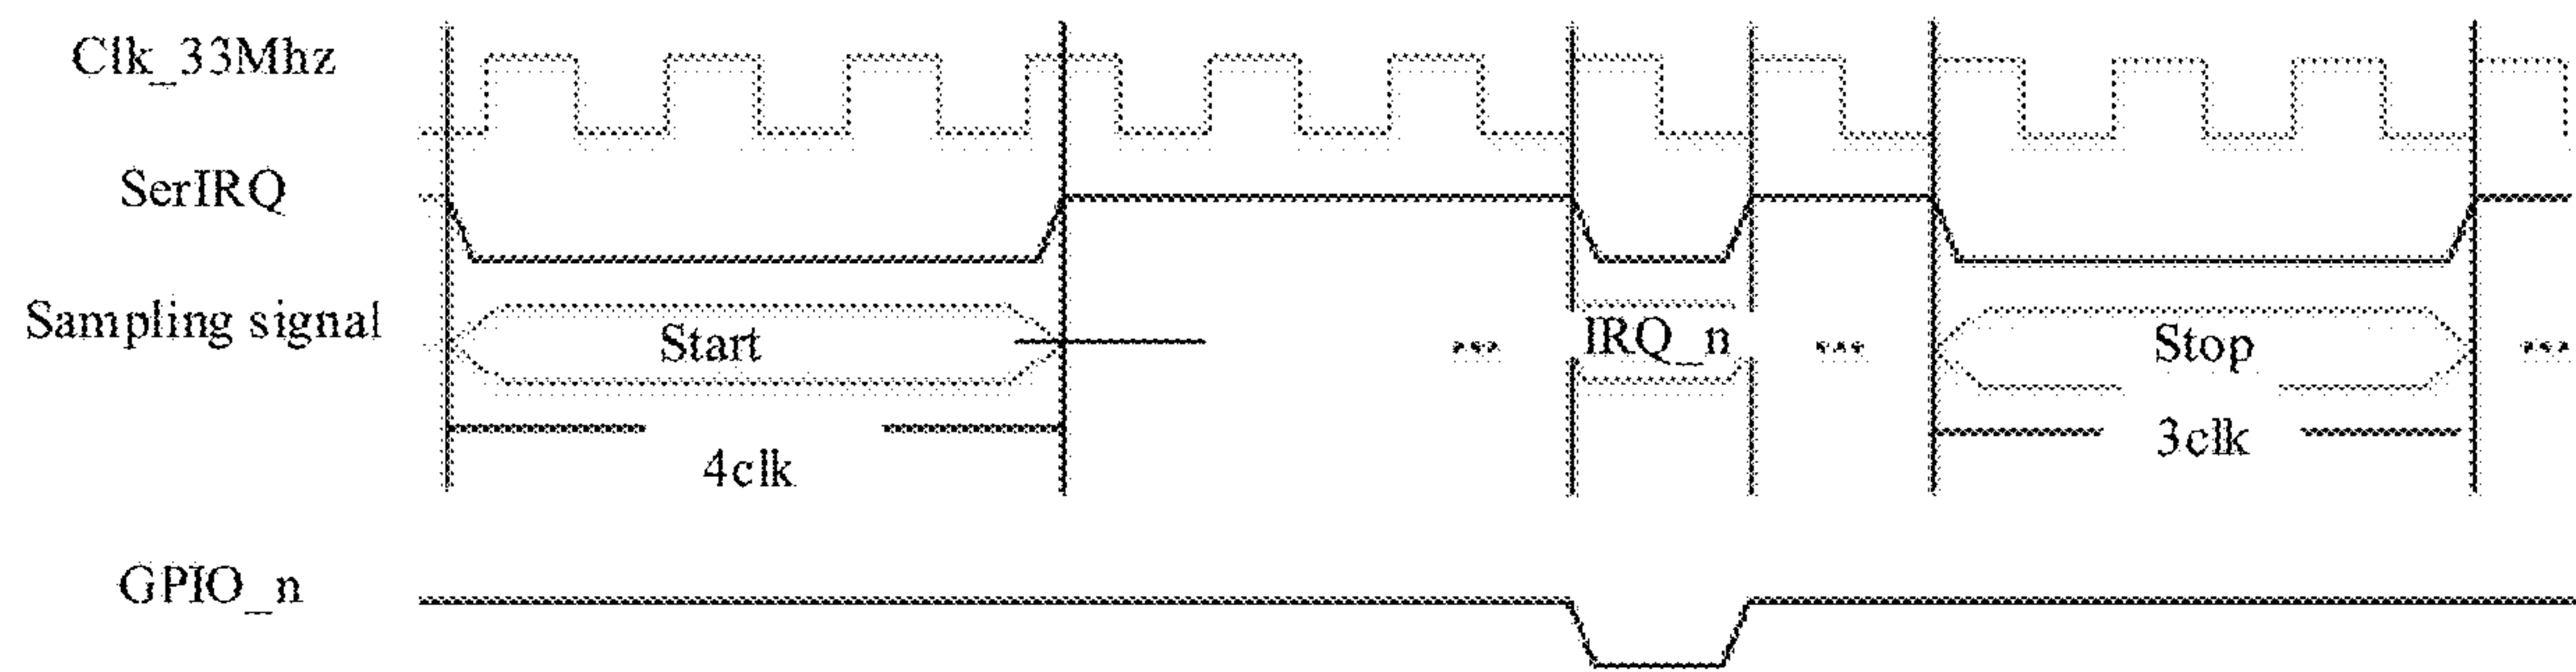 Clk_33Mhz
SerIRQ
Sampling signal
Start
...
IRQ_n
...
Stop
...
4clk
3clk
GPIO_n